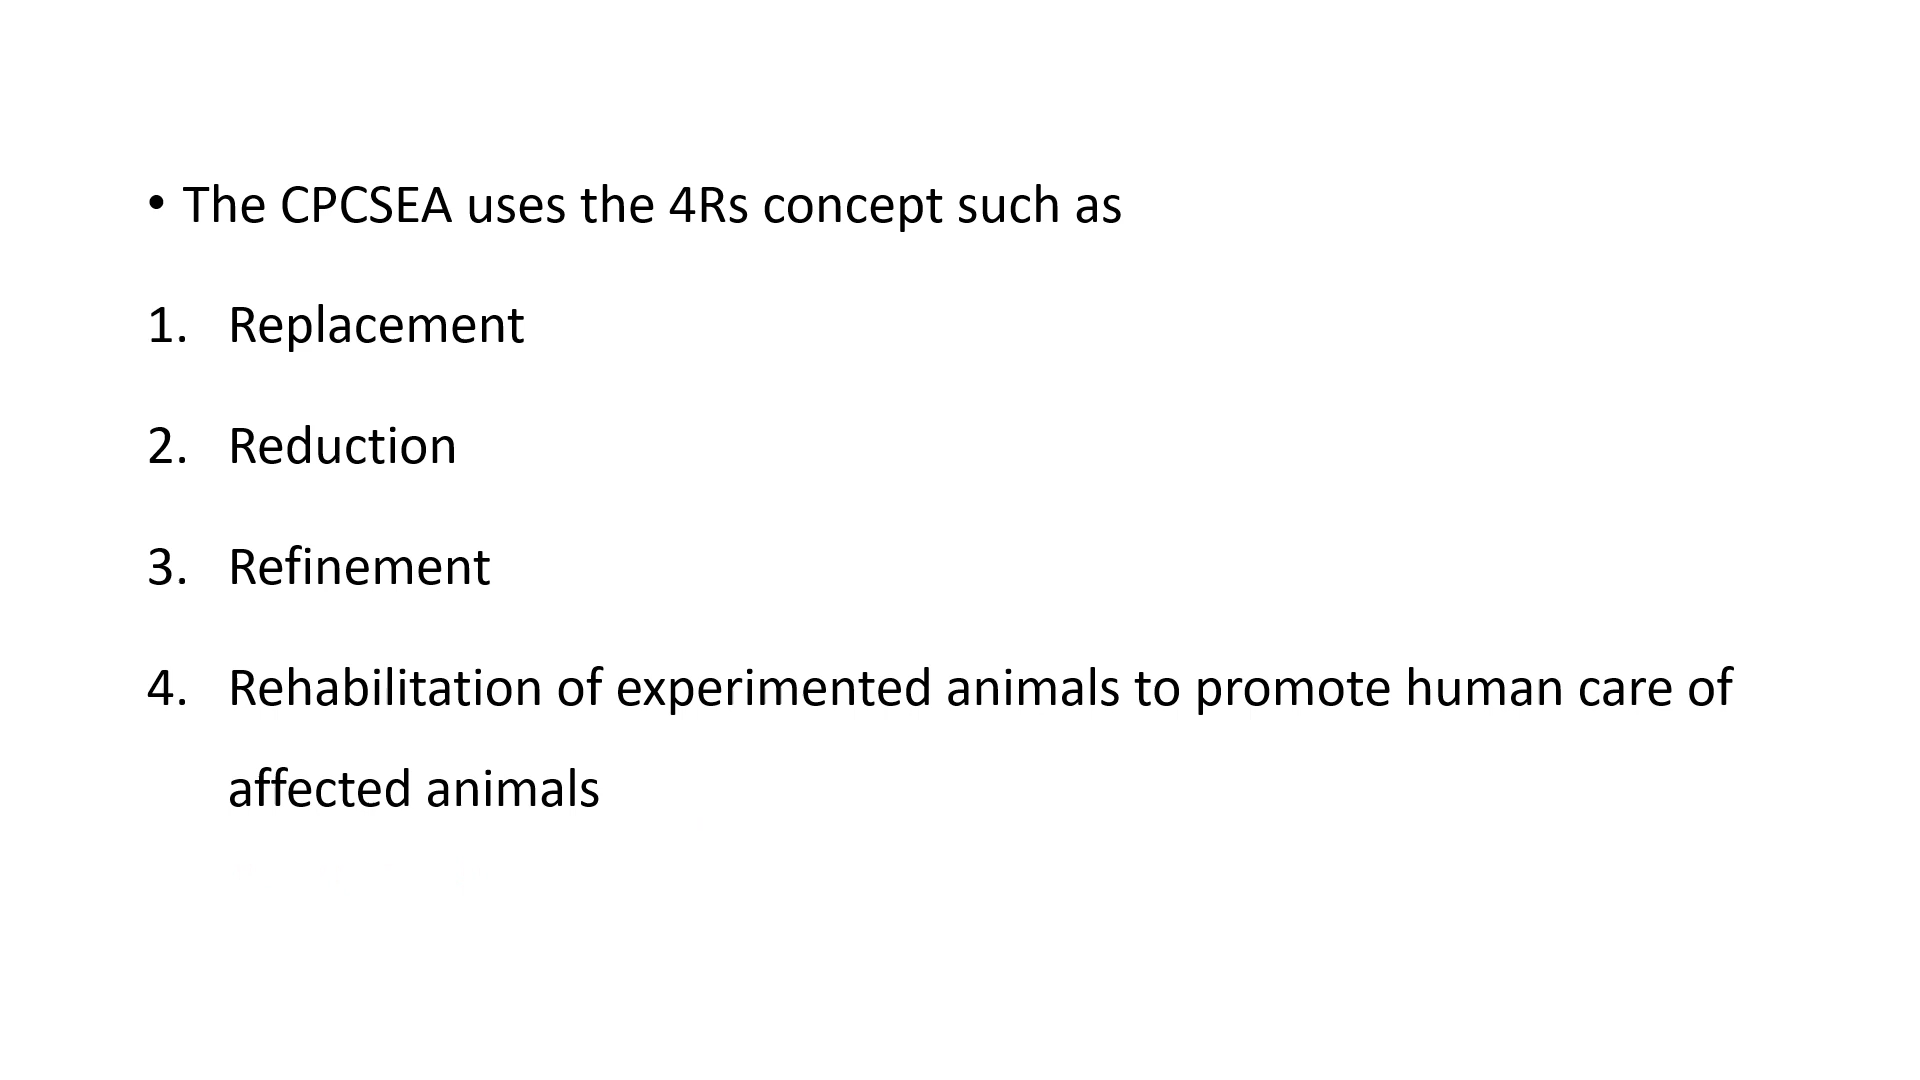 • The CPCSEA uses the 4Rs concept such as
1. Replacement
2. Reduction
3. Refinement
4. Rehabilitation of experimented animals to promote human care of
affected animals